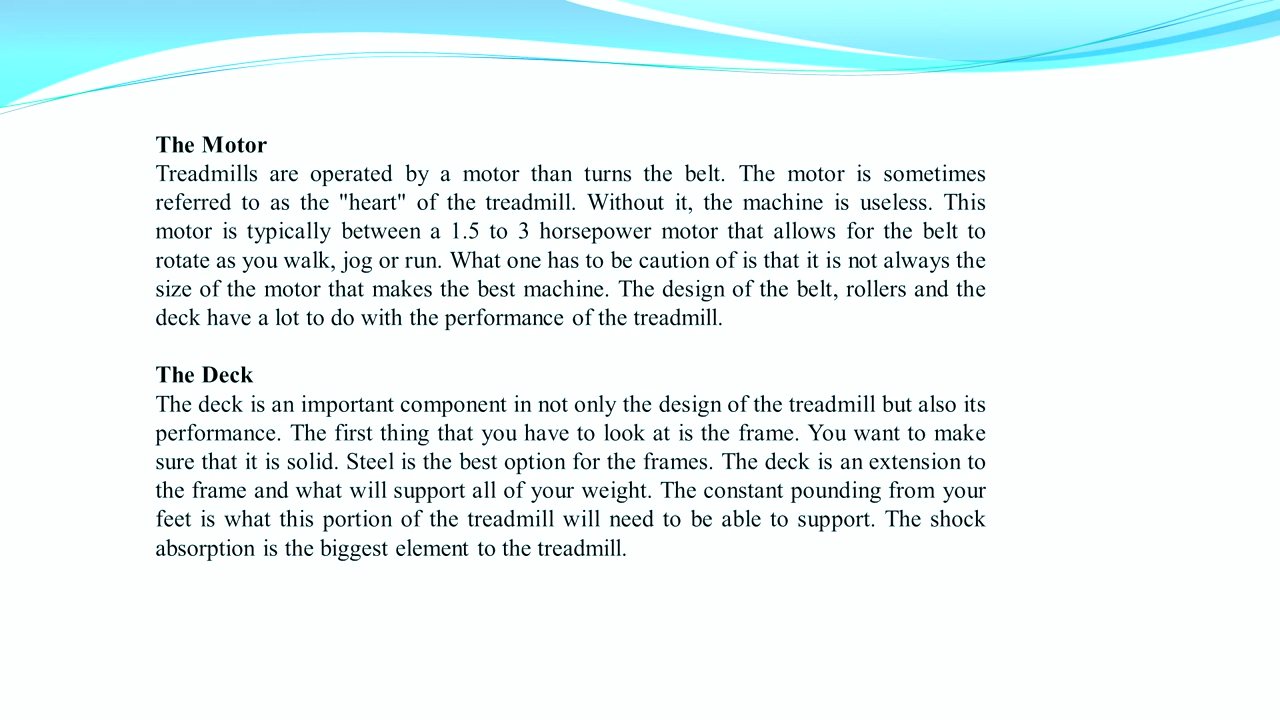 The Motor
Treadmills are operated by a motor than turns the belt. The motor is sometimes
referred to as the "heart" of the treadmill. Without it, the machine is useless. This
motor is typically between a 1.5 to 3 horsepower motor that allows for the belt to
rotate as you walk, jog or run. What one has to be caution of is that it is not always the
size of the motor that makes the best machine. The design of the belt, rollers and the
deck have a lot to do with the performance of the treadmill.
The Deck
The deck is an important component in not only the design of the treadmill but also its
performance. The first thing that you have to look at is the frame. You want to make
sure that it is solid. Steel is the best option for the frames. The deck is an extension to
the frame and what will support all of your weight. The constant pounding from your
feet is what this portion of the treadmill will need to be able to support. The shock
absorption is the biggest element to the treadmill.